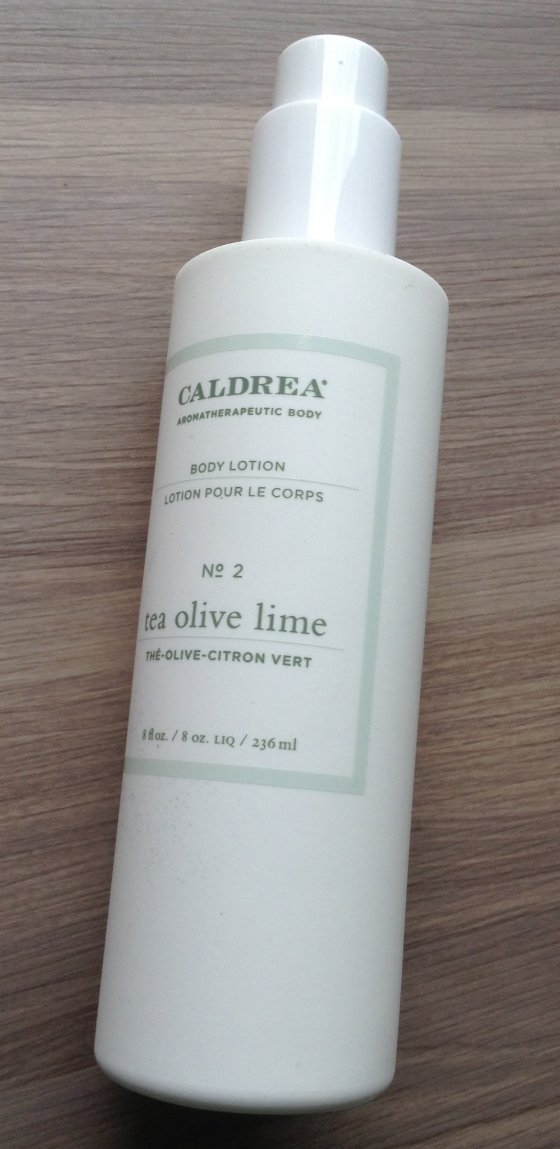 CALDREA®
AROMATHERAPEUTIC BODY
BODY LOTION
LOTION POUR LE CORPS
Nº 2
tea olive lime
THÉ-OLIVE-CITRON VERT
8 fl oz. / 8 oz. LIQ / 236 ml